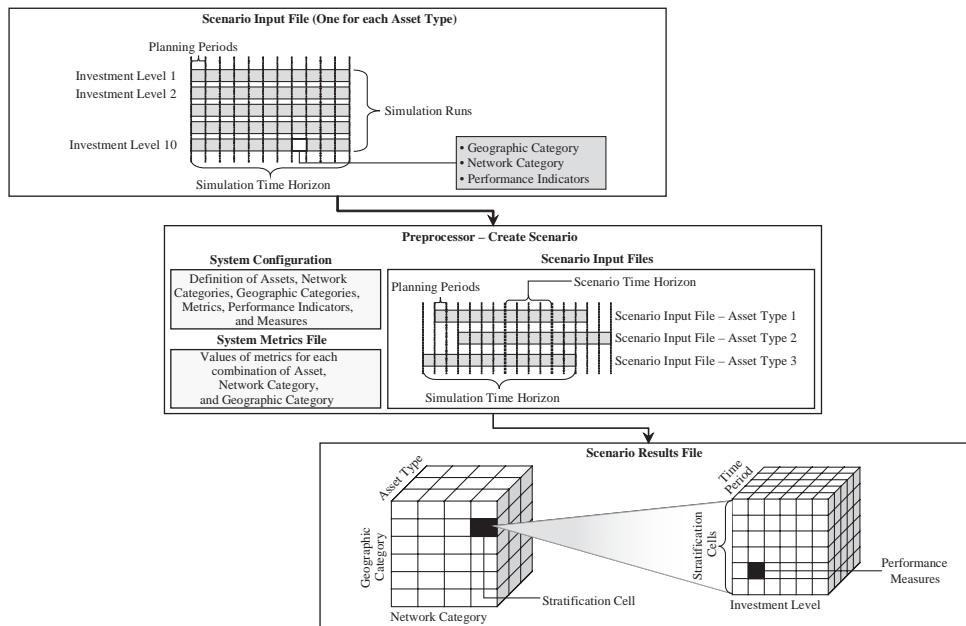 Scenario Input File (One for each Asset Type)
Planning Periods
Investment Level 1
Investment Level 2
Simulation Runs
Investment Level 10
• Geographic Category
• Network Category
• Performance Indicators
Simulation Time Horizon
Preprocessor – Create Scenario
System Configuration
Definition of Assets, Network
Categories, Geographic Categories,
Metrics, Performance Indicators,
and Measures
System Metrics File
Values of metrics for each
combination of Asset,
Network Category,
and Geographic Category
Scenario Input Files
Scenario Time Horizon
Planning Periods
Scenario Input File – Asset Type 1
Scenario Input File – Asset Type 2
Scenario Input File – Asset Type 3
Simulation Time Horizon
Scenario Results File
Asset Type
Geographic
Category
Stratification Cell
Network Category
Time
Period
Stratification
Cells
Performance
Measures
Investment Level